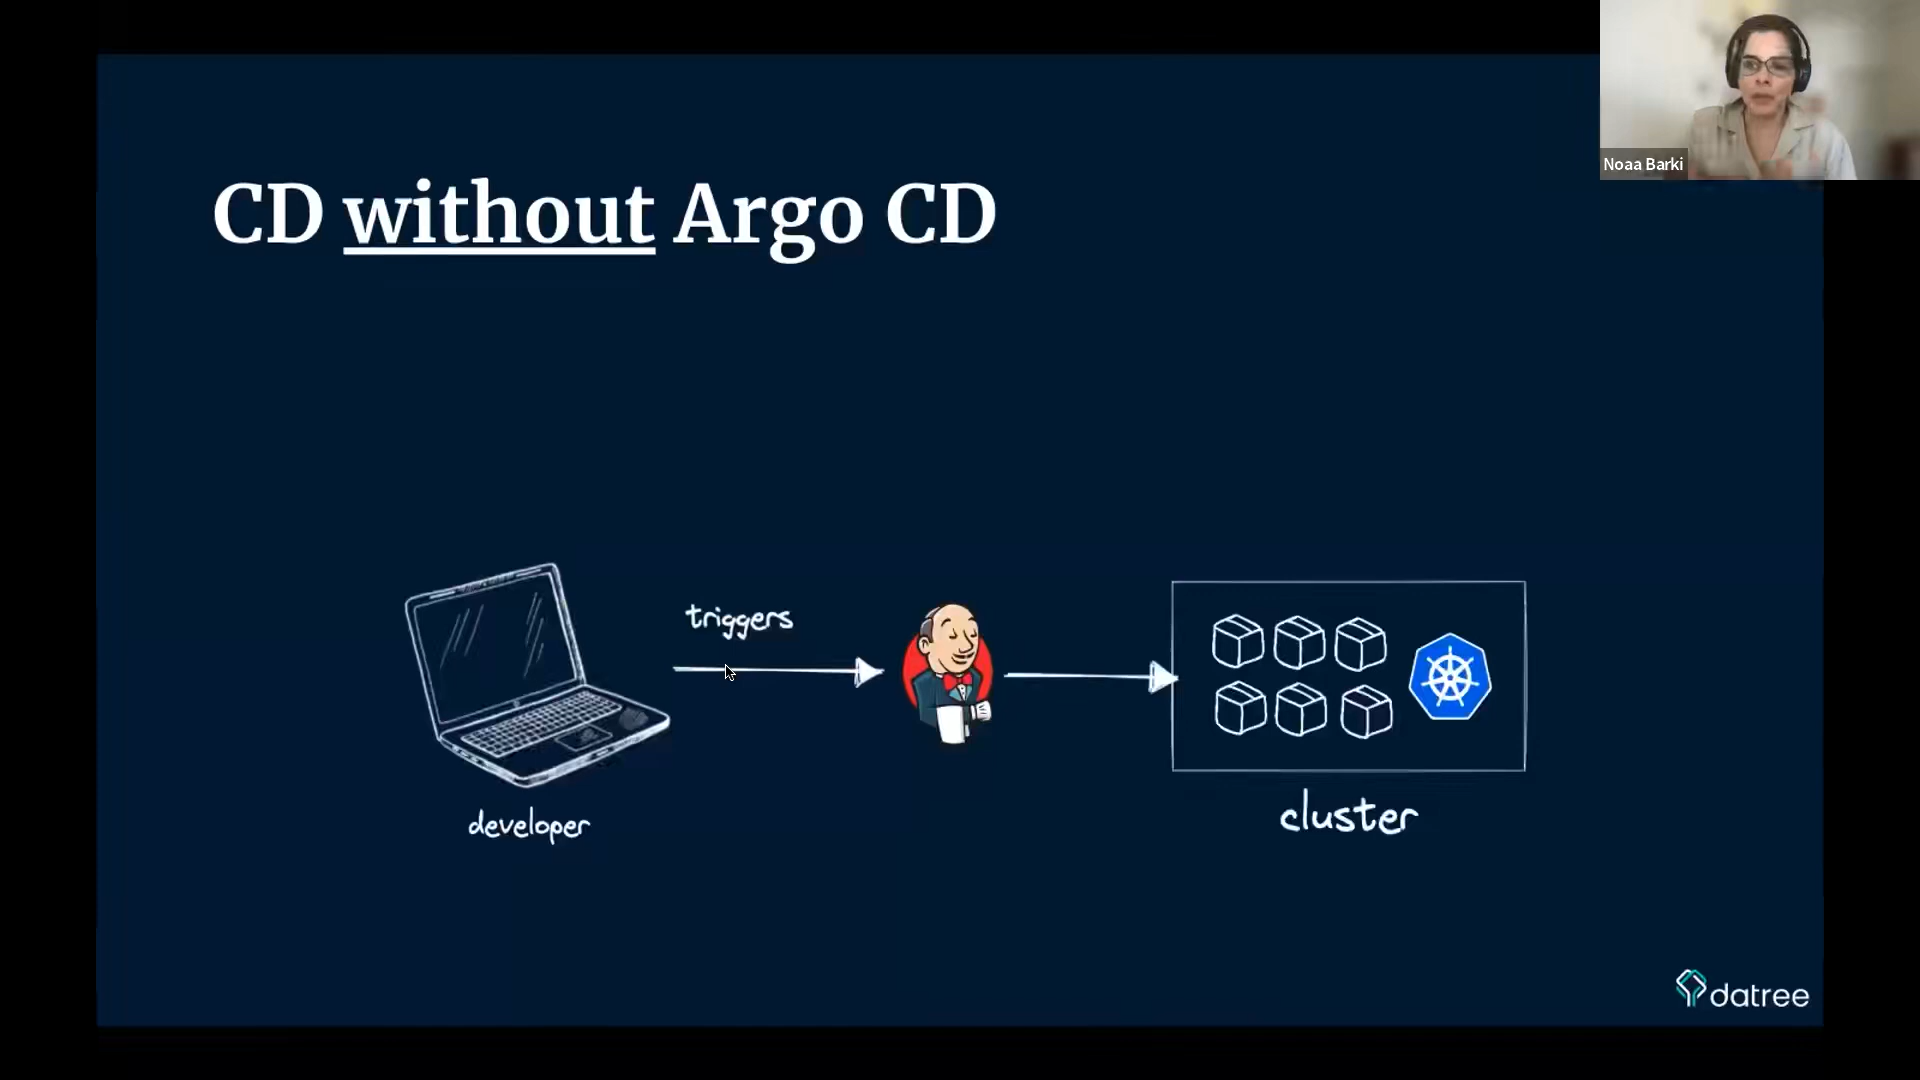 Noaa Barki
CD without Argo CD
triggers
developer
cluster
datree